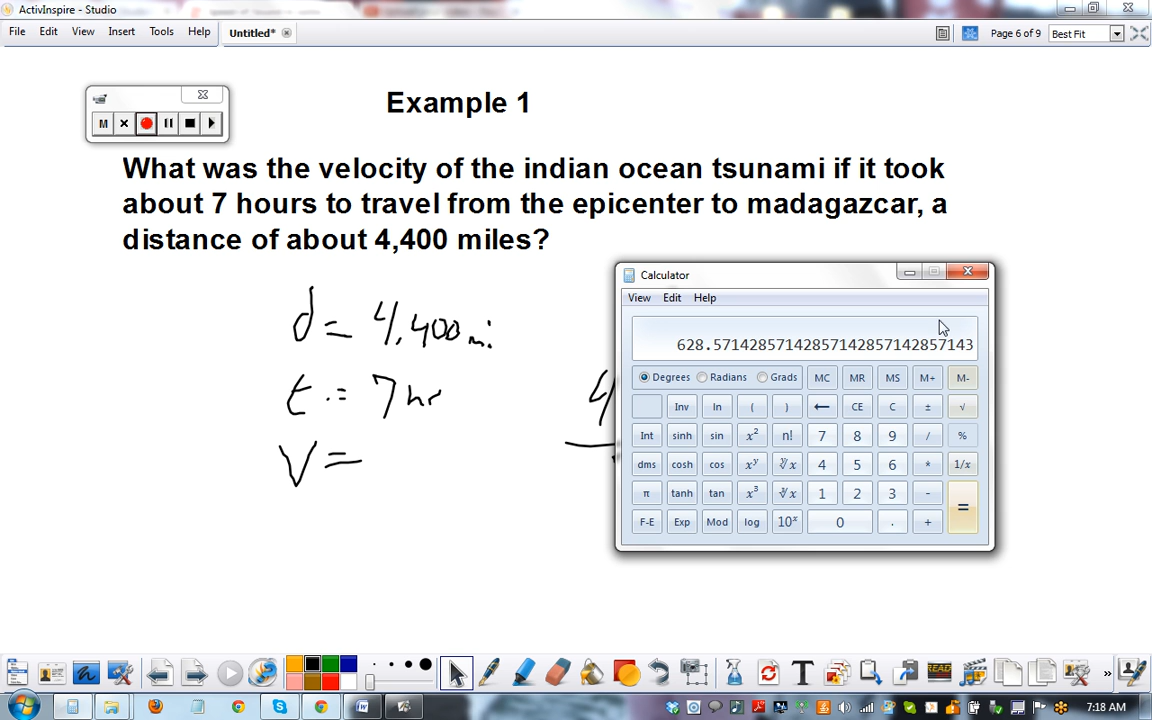 ActivInspire - Studio
File Edit View Insert Tools Help Untitled* Page 6 of 9 Best Fit
M
Example 1
What was the velocity of the indian ocean tsunami if it took
about 7 hours to travel from the epicenter to madagazcar, a
distance of about 4,400 miles?
d = 4,400 mi
t = 7 hr
V =
4
Calculator
View Edit Help
628.57142857142857142857142857143
Degrees Radians Grads MC MR MS M+ M-
Inv ln ( ) ← CE C ± √
Int sinh sin x² n! 7 8 9 / %
dms cosh cos xʸ ʸ√x 4 5 6 * 1/x
π tanh tan x³ ³√x 1 2 3 - =
F-E Exp Mod log 10ˣ 0 . +
T READ »
7:18 AM